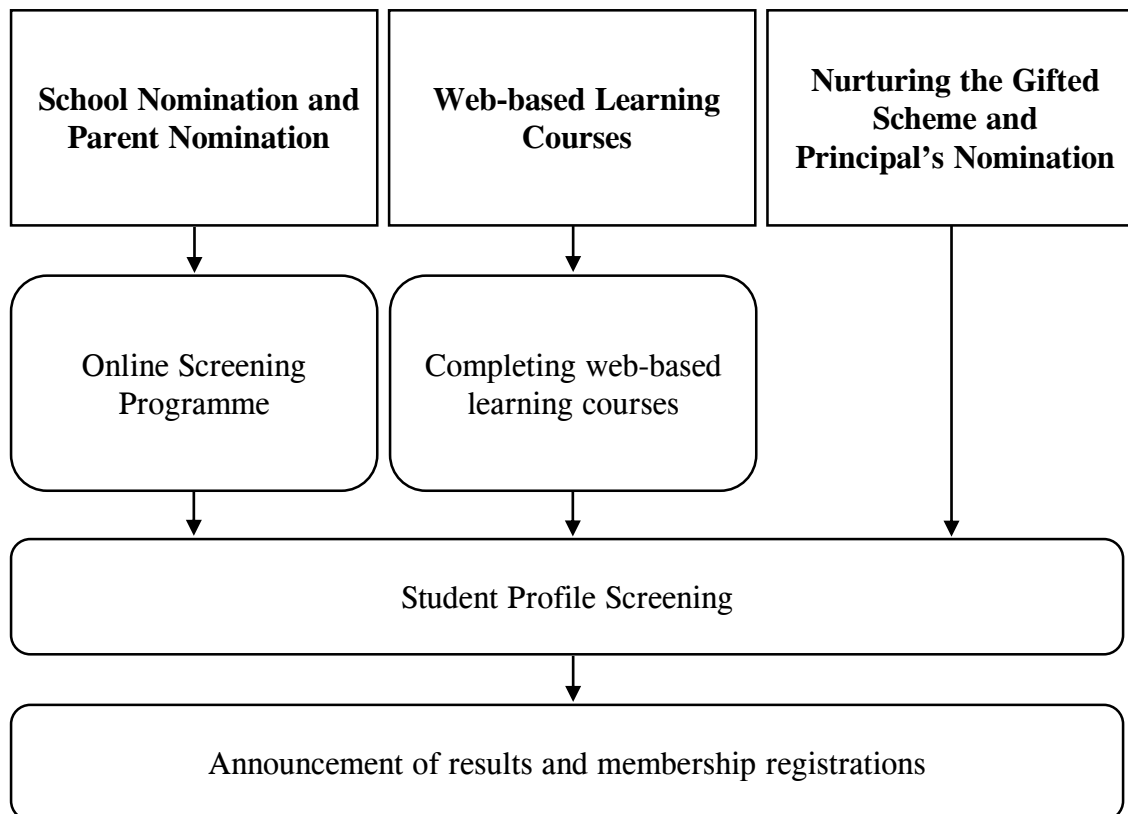 School Nomination and
Parent Nomination
Web-based Learning
Courses
Nurturing the Gifted
Scheme and
Principal’s Nomination
Online Screening
Programme
Completing web-based
learning courses
Student Profile Screening
Announcement of results and membership registrations